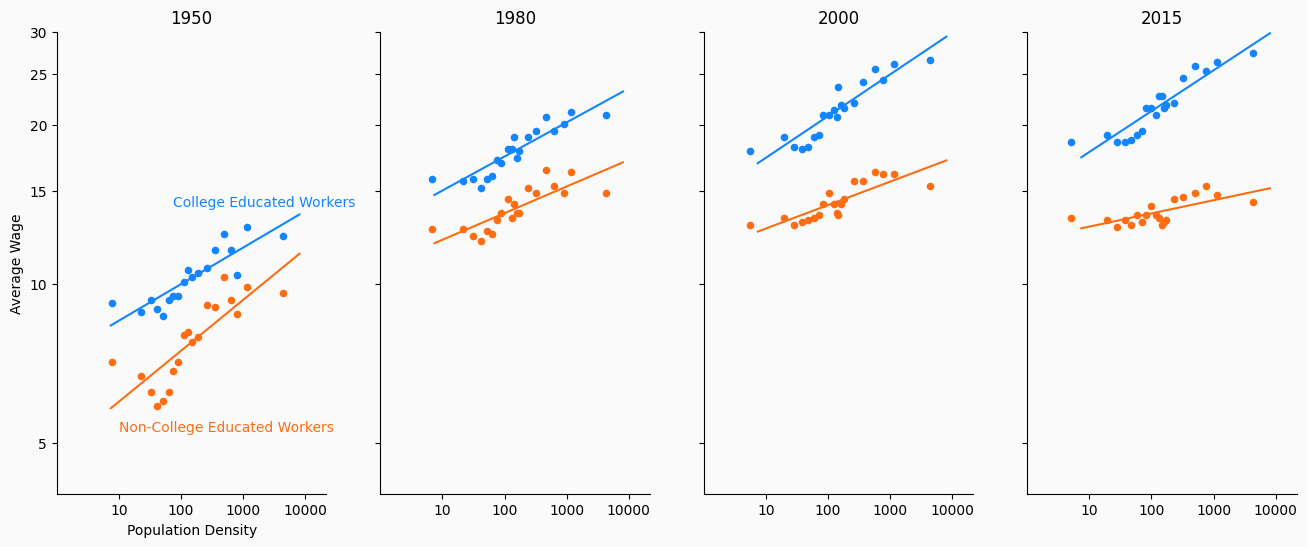 1950
1980
2000
2015
30
25
20
15
10
5
Average Wage
College Educated Workers
Non-College Educated Workers
10 100 1000 10000
10 100 1000 10000
10 100 1000 10000
10 100 1000 10000
Population Density